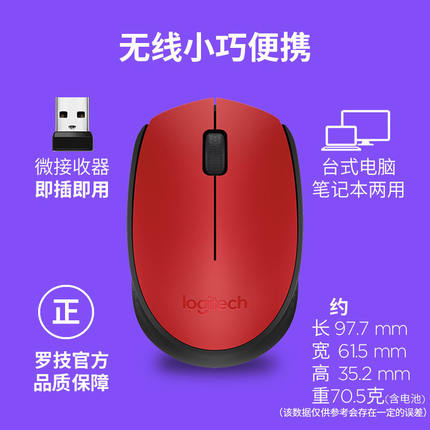 无线小巧便携
微接收器
即插即用
台式电脑
笔记本两用
logitech
正
罗技官方
品质保障
约
长 97.7 mm
宽 61.5 mm
高 35.2 mm
重70.5克(含电池)
(该数据仅供参考会存在一定的误差)